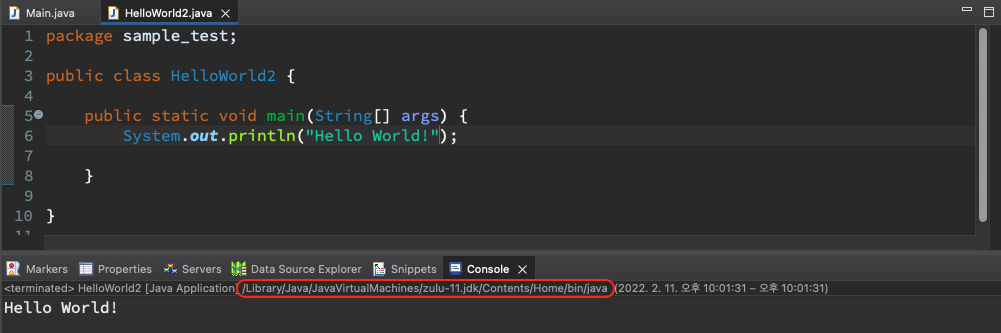 Main.java HelloWorld2.java
1 package sample_test;
2
3 public class HelloWorld2 {
4
5 public static void main(String[] args) {
6 System.out.println("Hello World!");
7
8 }
9
10 }
11
Markers Properties Servers Data Source Explorer Snippets Console
<terminated> HelloWorld2 [Java Application] /Library/Java/JavaVirtualMachines/zulu-11.jdk/Contents/Home/bin/java (2022. 2. 11. 오후 10:01:31 – 오후 10:01:31)
Hello World!